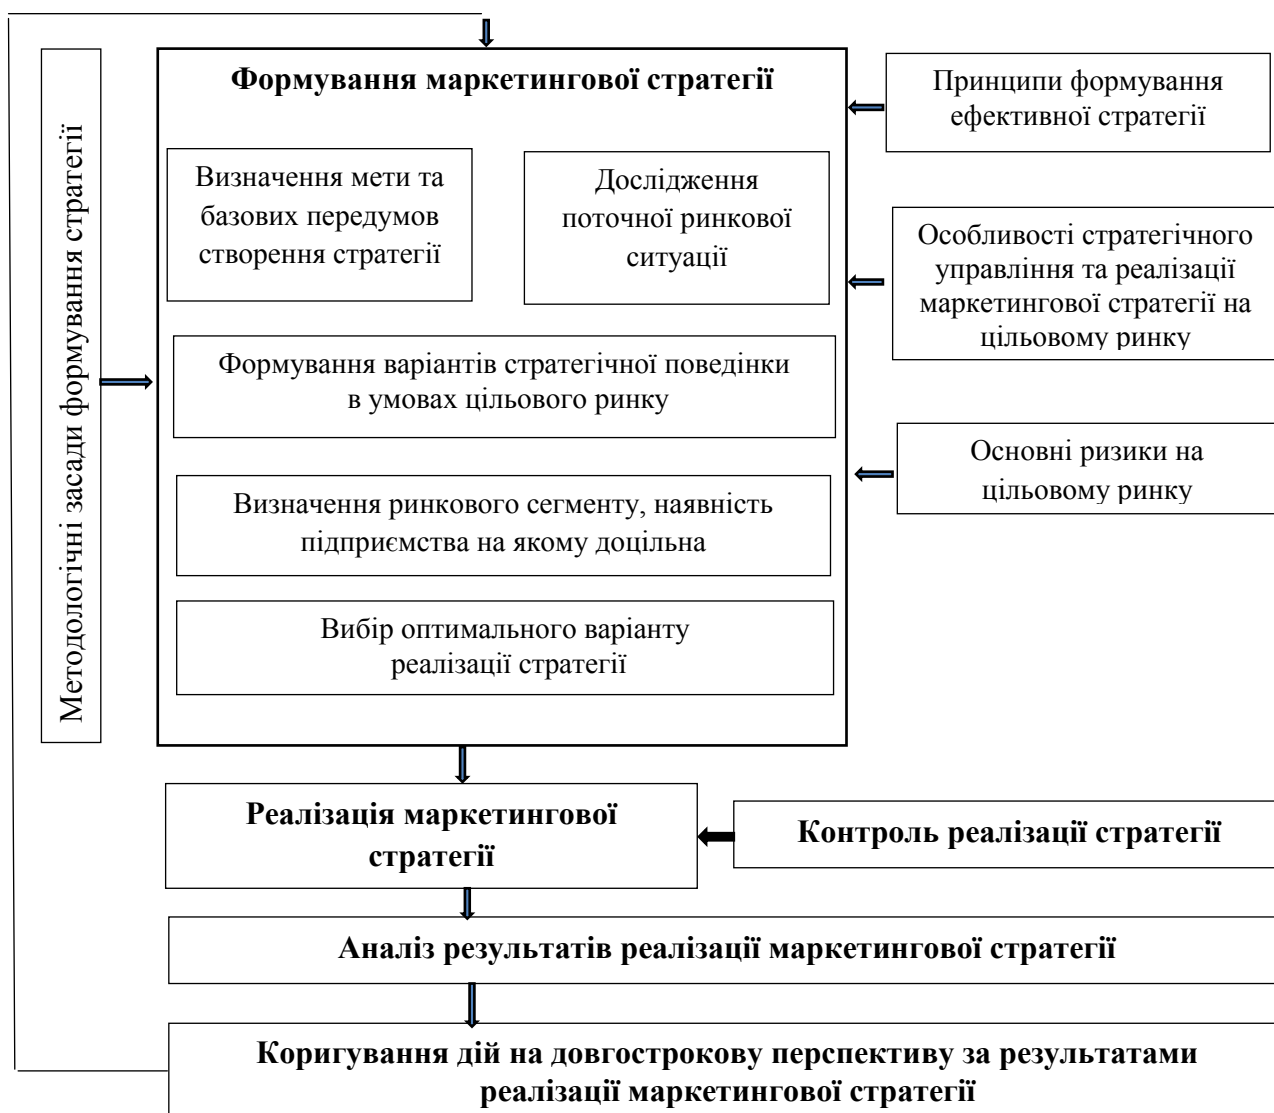 Методологічні засади формування стратегії
Формування маркетингової стратегії
Визначення мети та
базових передумов
створення стратегії
Дослідження
поточної ринкової
ситуації
Формування варіантів стратегічної поведінки
в умовах цільового ринку
Визначення ринкового сегменту, наявність
підприємства на якому доцільна
Вибір оптимального варіанту
реалізації стратегії
Принципи формування
ефективної стратегії
Особливості стратегічного
управління та реалізації
маркетингової стратегії на
цільовому ринку
Основні ризики на
цільовому ринку
Реалізація маркетингової
стратегії
Контроль реалізації стратегії
Аналіз результатів реалізації маркетингової стратегії
Коригування дій на довгострокову перспективу за результатами
реалізації маркетингової стратегії